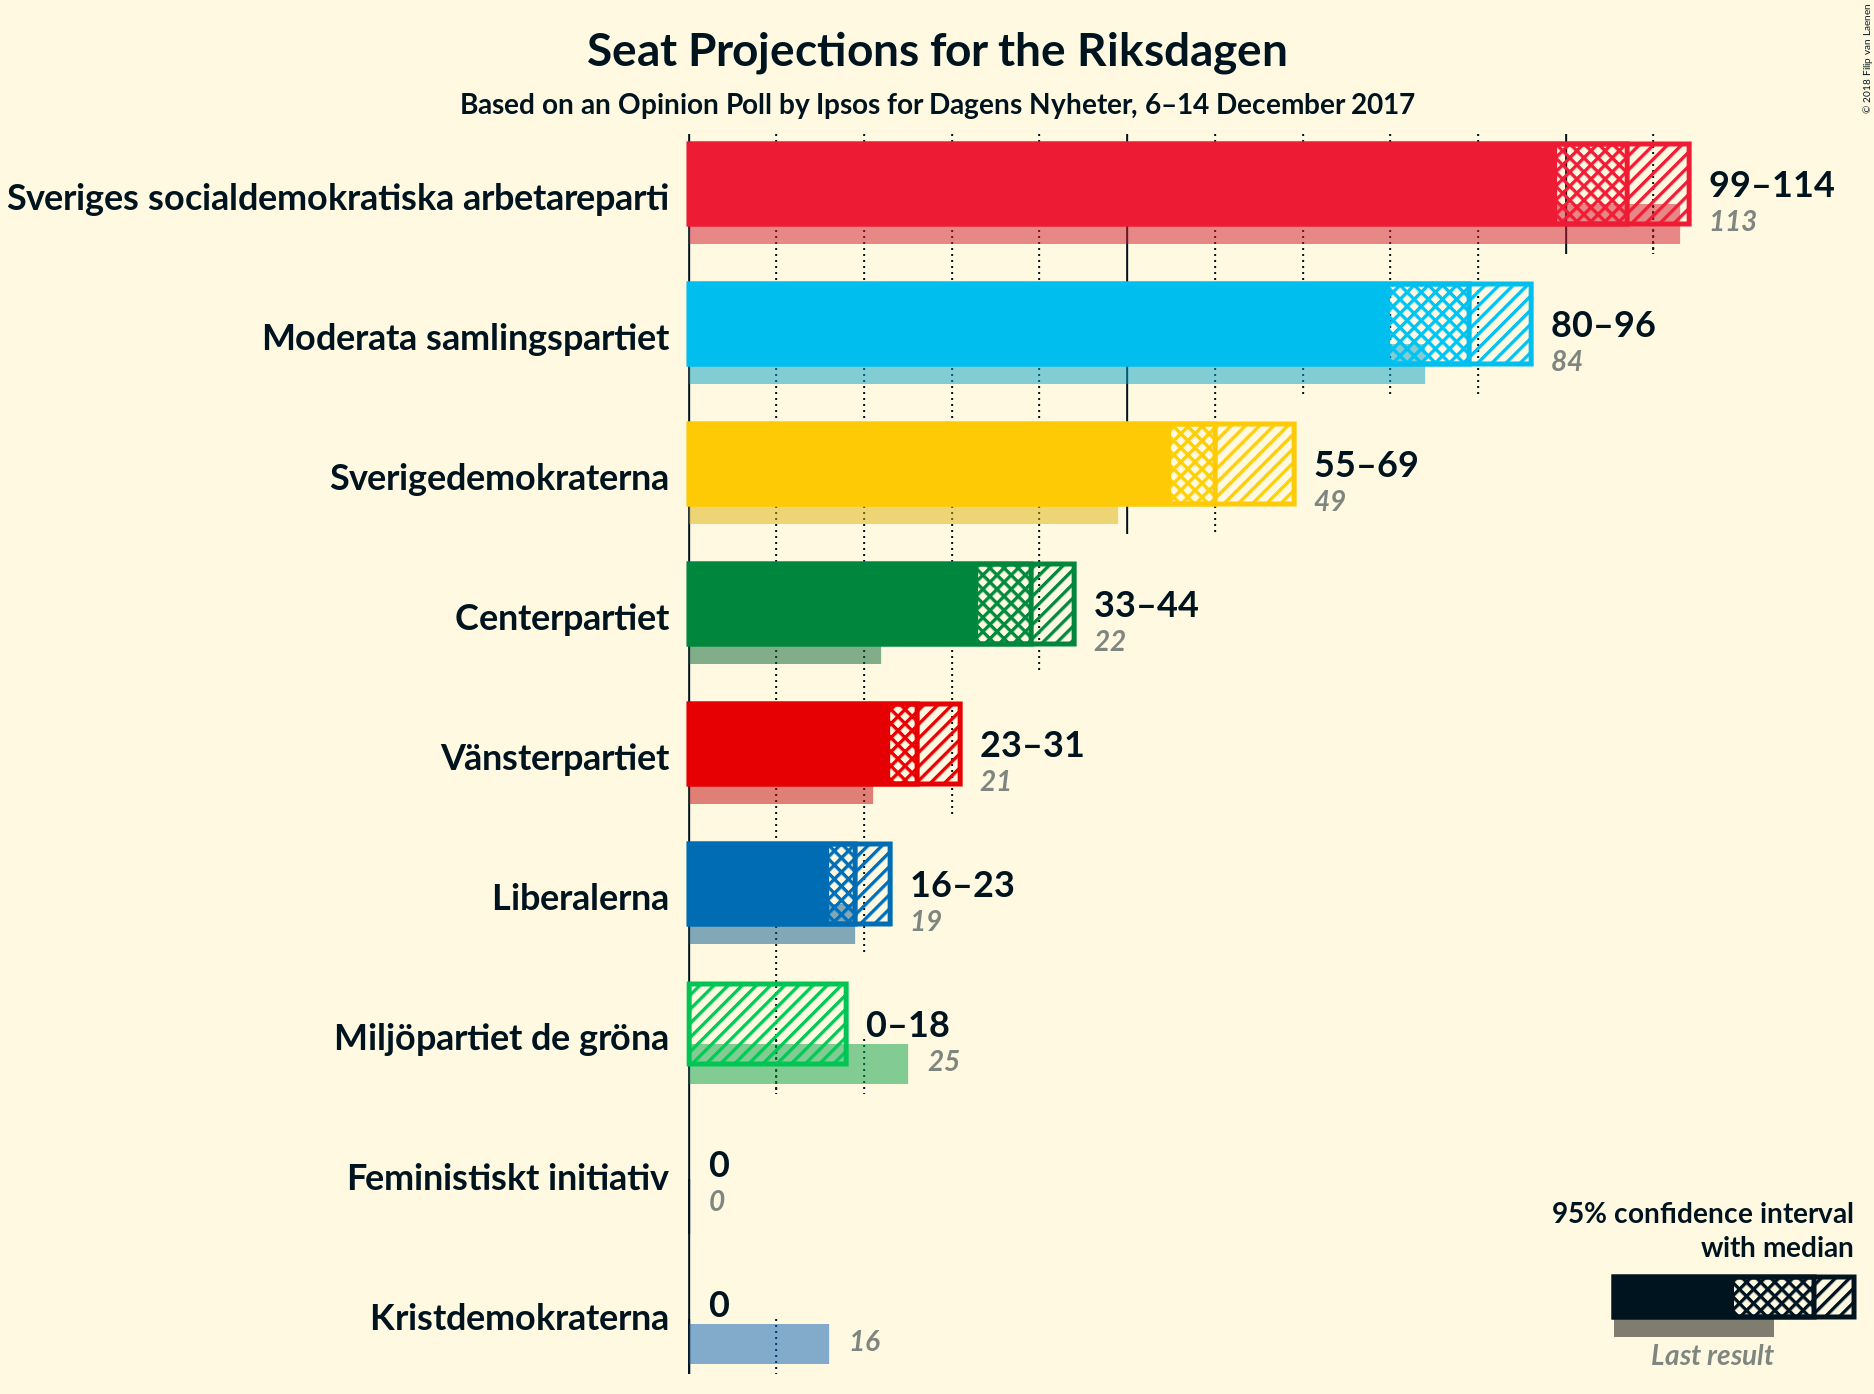 Seat Projections for the Riksdagen
Based on an Opinion Poll by Ipsos for Dagens Nyheter, 6–14 December 2017
© 2018 Filip van Laenen
Sveriges socialdemokratiska arbetareparti
99–114
113
Moderata samlingspartiet
80–96
84
Sverigedemokraterna
55–69
49
Centerpartiet
33–44
22
Vänsterpartiet
23–31
21
Liberalerna
16–23
19
Miljöpartiet de gröna
0–18
25
Feministiskt initiativ
0
0
Kristdemokraterna
0
16
95% confidence interval
with median
Last result